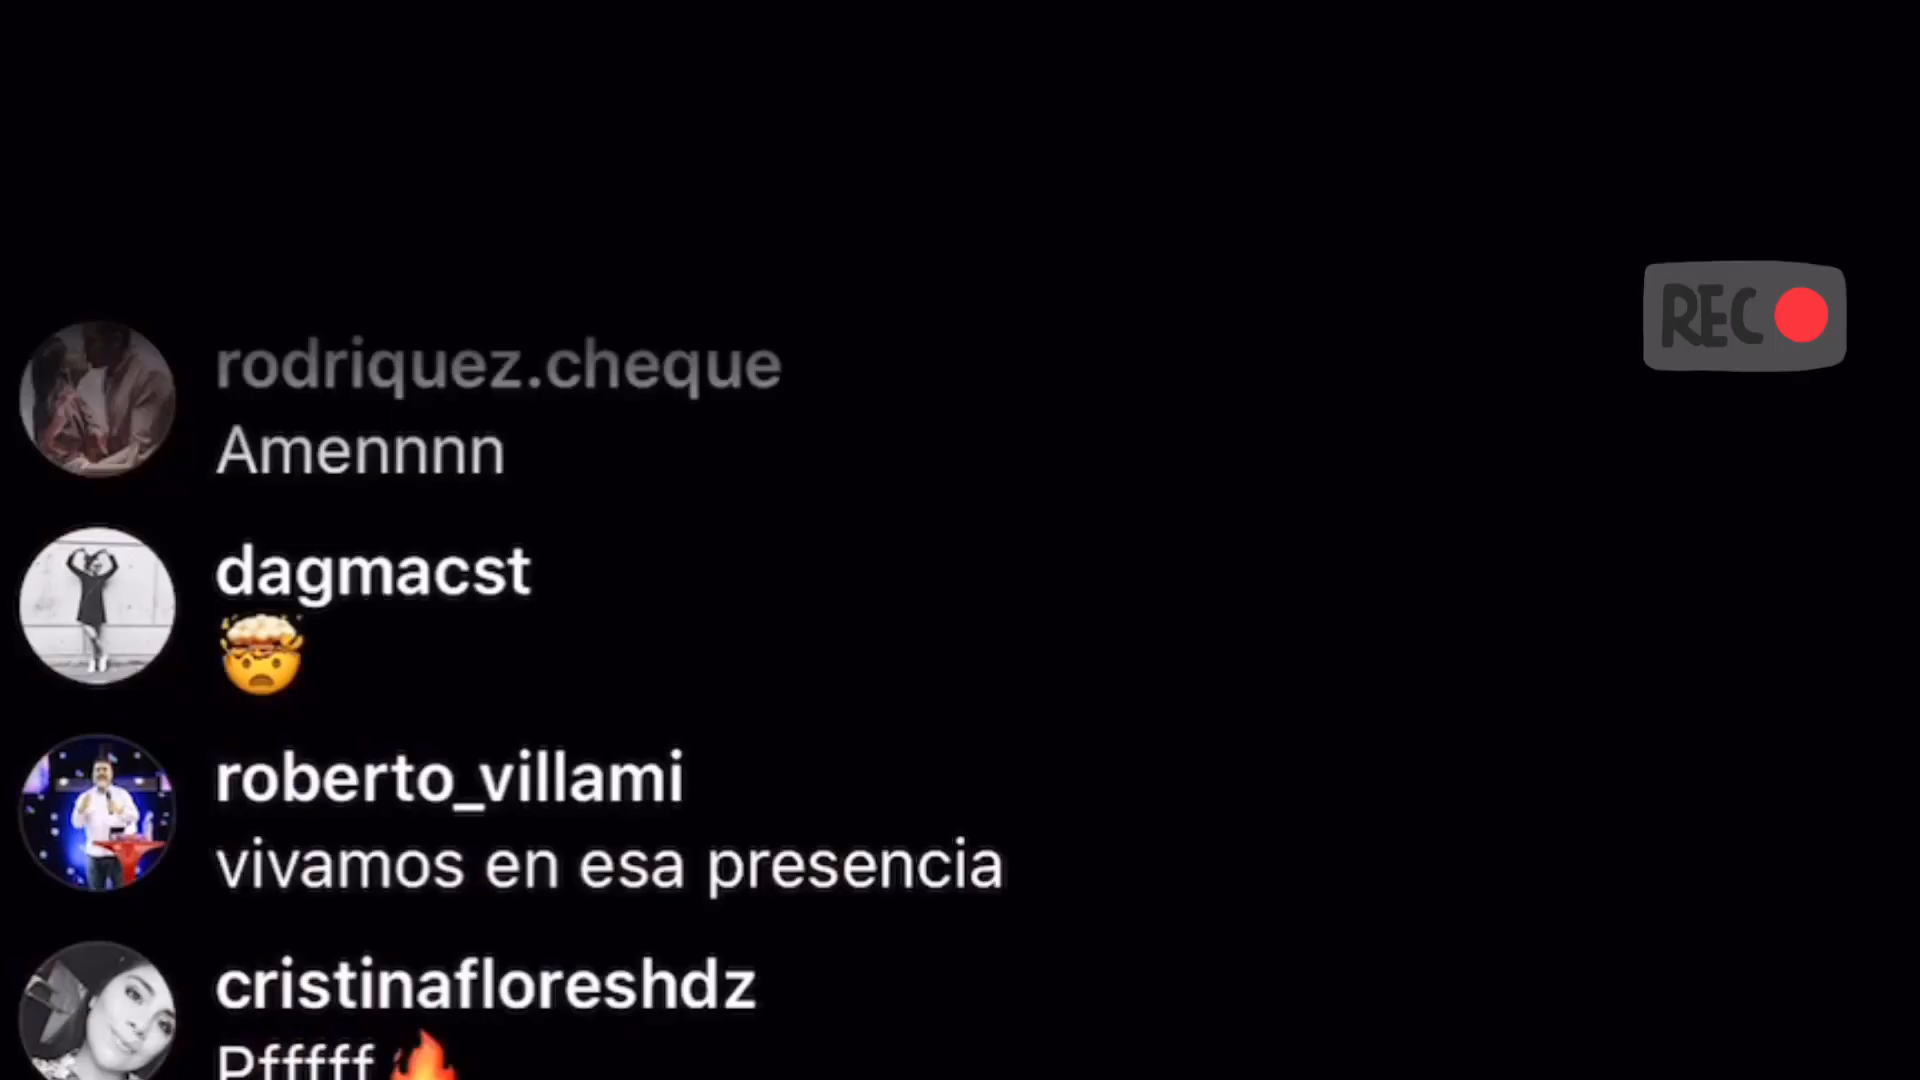 REC
rodriquez.cheque
Amennnn
dagmacst
🤯
roberto_villami
vivamos en esa presencia
cristinafloreshdz
Pfffff 🔥